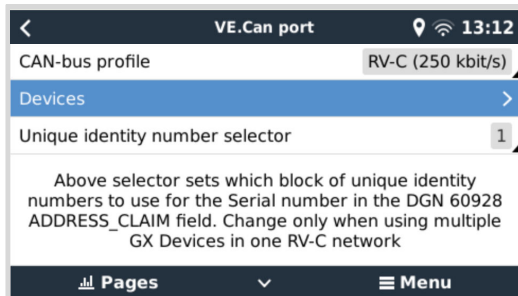 VE.Can port
13:12
CAN-bus profile
RV-C (250 kbit/s)
Devices
Unique identity number selector
1
Above selector sets which block of unique identity
numbers to use for the Serial number in the DGN 60928
ADDRESS_CLAIM field. Change only when using multiple
GX Devices in one RV-C network
Pages
Menu